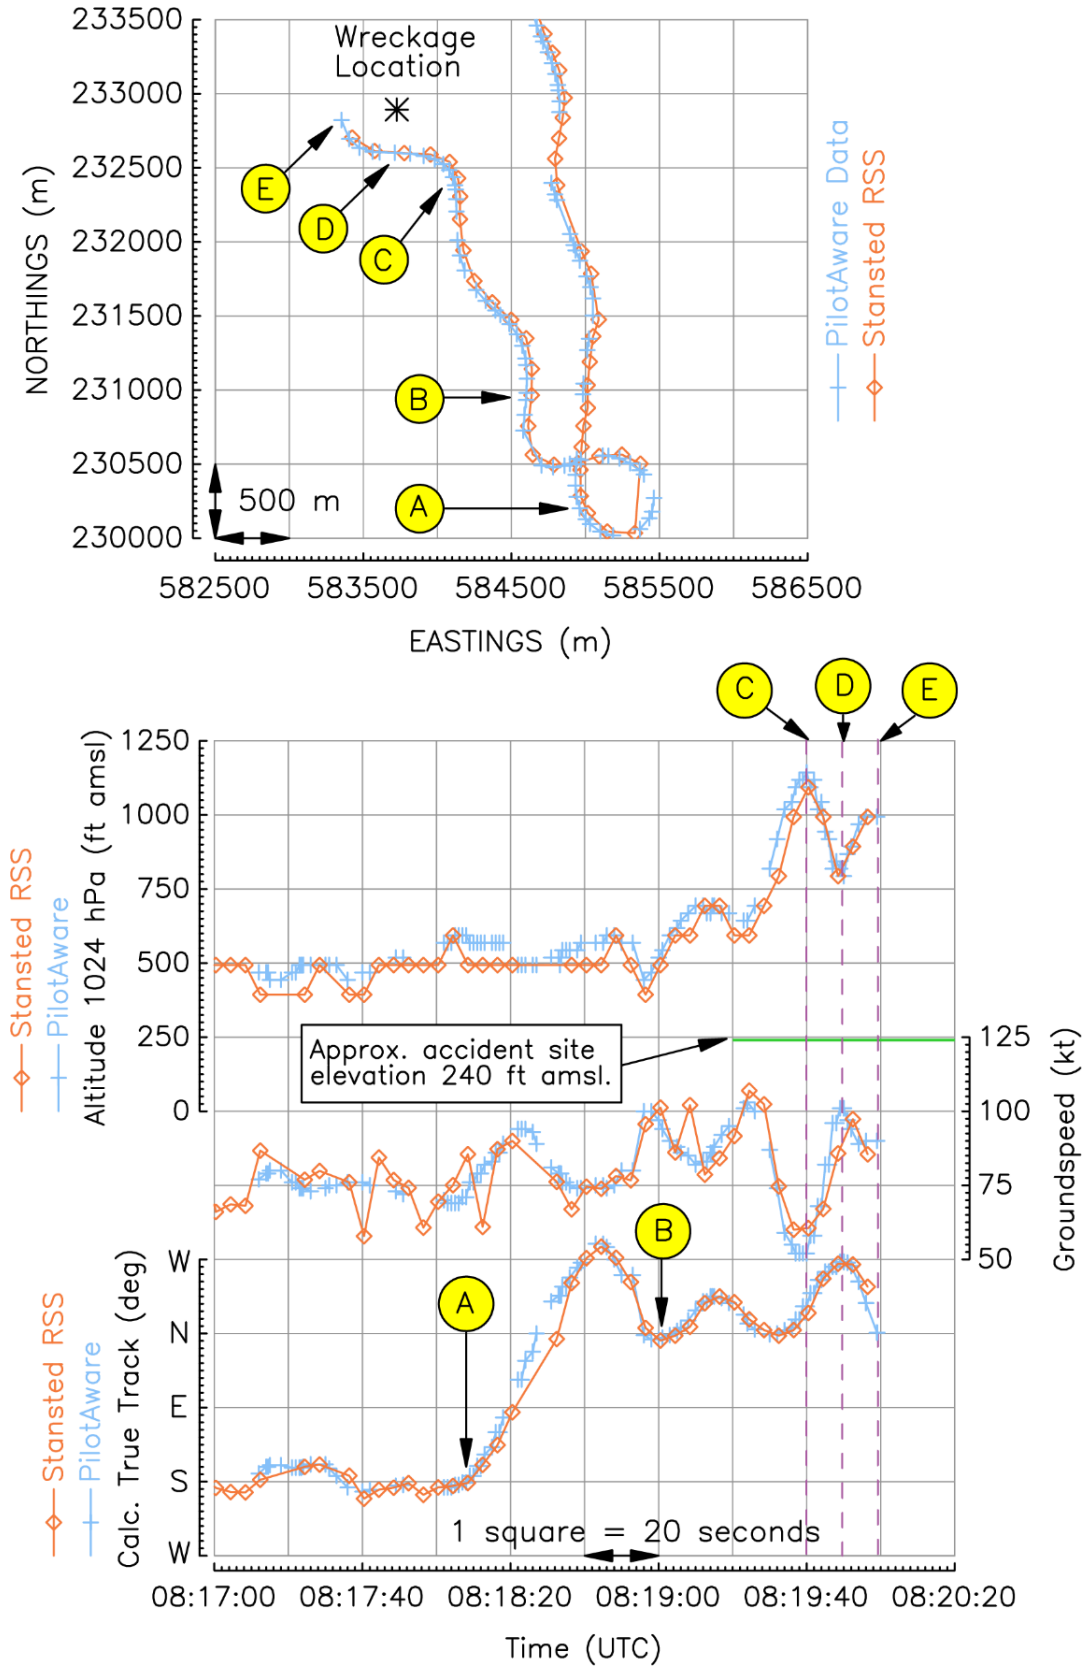 233500
233000
232500
232000
231500
231000
230500
230000
NORTHINGS (m)
Wreckage
Location
E
D
C
B
A
500 m
582500 583500 584500 585500 586500
EASTINGS (m)
PilotAware Data
Stansted RSS
C D E
1250
1000
750
500
250
0
Altitude 1024 hPa (ft amsl)
Stansted RSS
PilotAware
Approx. accident site
elevation 240 ft amsl.
125
100
75
50
Groundspeed (kt)
B
A
W
N
E
S
W
Calc. True Track (deg)
Stansted RSS
PilotAware
1 square = 20 seconds
08:17:00 08:17:40 08:18:20 08:19:00 08:19:40 08:20:20
Time (UTC)